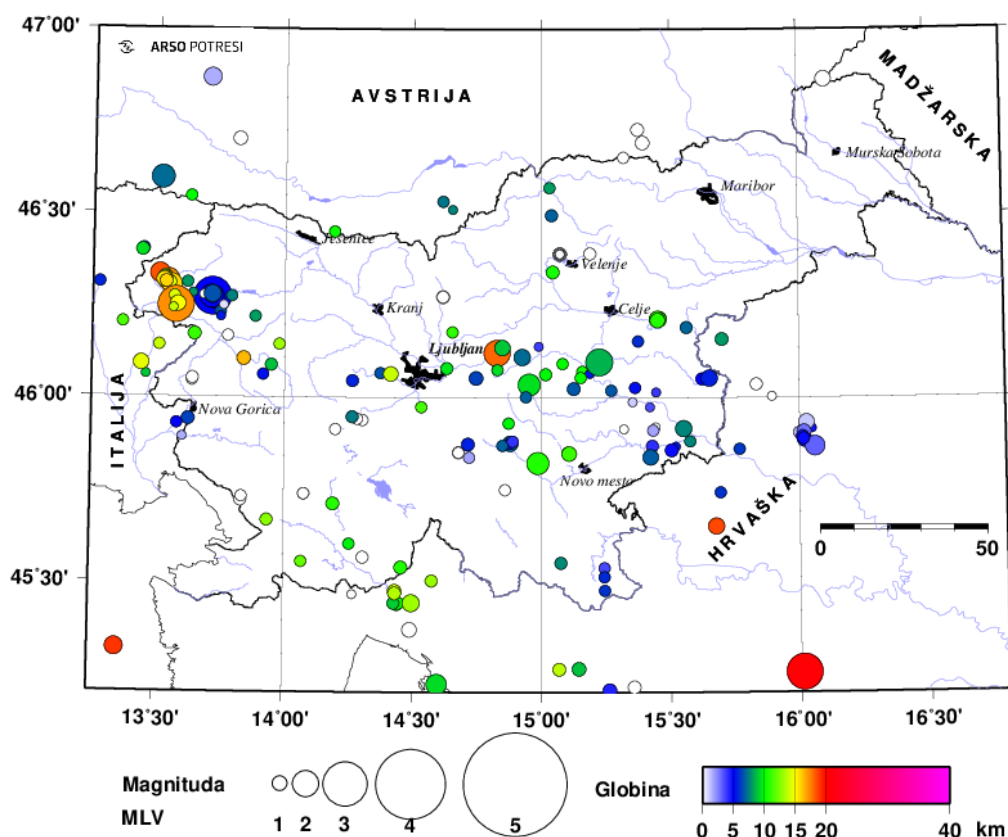 47˚00'
ARSO POTRESI
AVSTRIJA
MADŽARSKA
Murska Sobota
Maribor
46˚30'
Jesenice
Velenje
Kranj
Celje
Ljubljan
46˚00'
ITALIJA
Nova Gorica
Novo mesto
HRVAŠKA
0 50
45˚30'
13˚30' 14˚00' 14˚30' 15˚00' 15˚30' 16˚00' 16˚30'
Magnituda
MLV
1 2 3 4 5
Globina
0 5 10 15 20 40 km